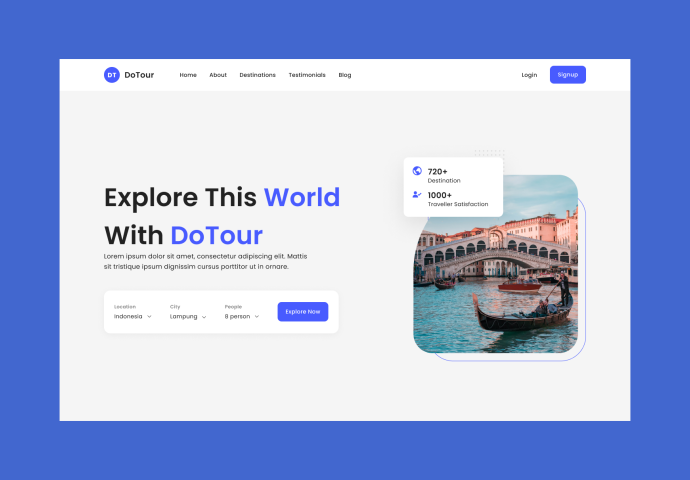 DT DoTour Home About Destinations Testimonials Blog Login Signup
720+
Destination
1000+
Traveller Satisfaction
Explore This World
With DoTour
Lorem ipsum dolor sit amet, consectetur adipiscing elit. Mattis
sit tristique ipsum dignissim cursus porttitor ut in ornare.
Location City People
Indonesia Lampung 8 person Explore Now